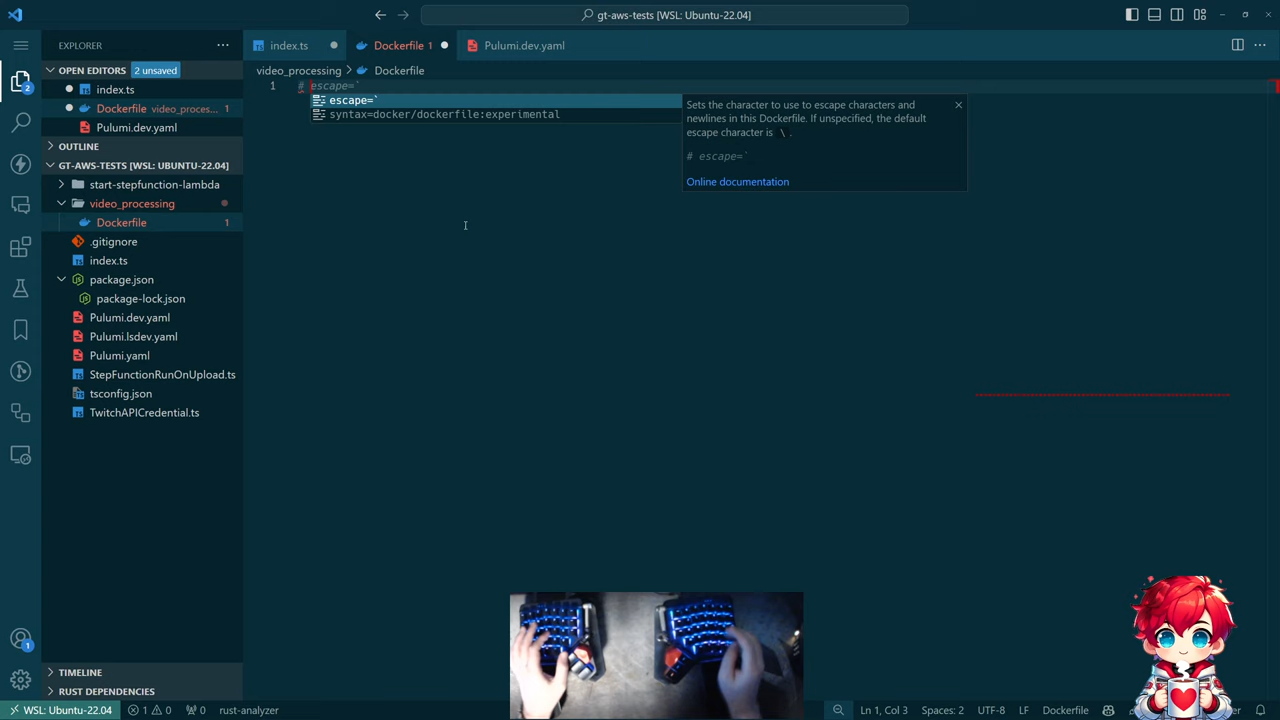 gt-aws-tests [WSL: Ubuntu-22.04]
EXPLORER
index.ts
Dockerfile 1
Pulumi.dev.yaml
OPEN EDITORS
2 unsaved
index.ts
Dockerfile video_proces... 1
Pulumi.dev.yaml
OUTLINE
GT-AWS-TESTS [WSL: UBUNTU-22.04]
start-stepfunction-lambda
video_processing
Dockerfile 1
.gitignore
index.ts
package.json
package-lock.json
Pulumi.dev.yaml
Pulumi.lsdev.yaml
Pulumi.yaml
StepFunctionRunOnUpload.ts
tsconfig.json
TwitchAPICredential.ts
TIMELINE
RUST DEPENDENCIES
video_processing > Dockerfile
1 # escape=`
escape=`
syntax=docker/dockerfile:experimental
Sets the character to use to escape characters and
newlines in this Dockerfile. If unspecified, the default
escape character is \ .
# escape=`
Online documentation
2
1
WSL: Ubuntu-22.04
1
0
0
rust-analyzer
Ln 1, Col 3
Spaces: 2
UTF-8
LF
Dockerfile